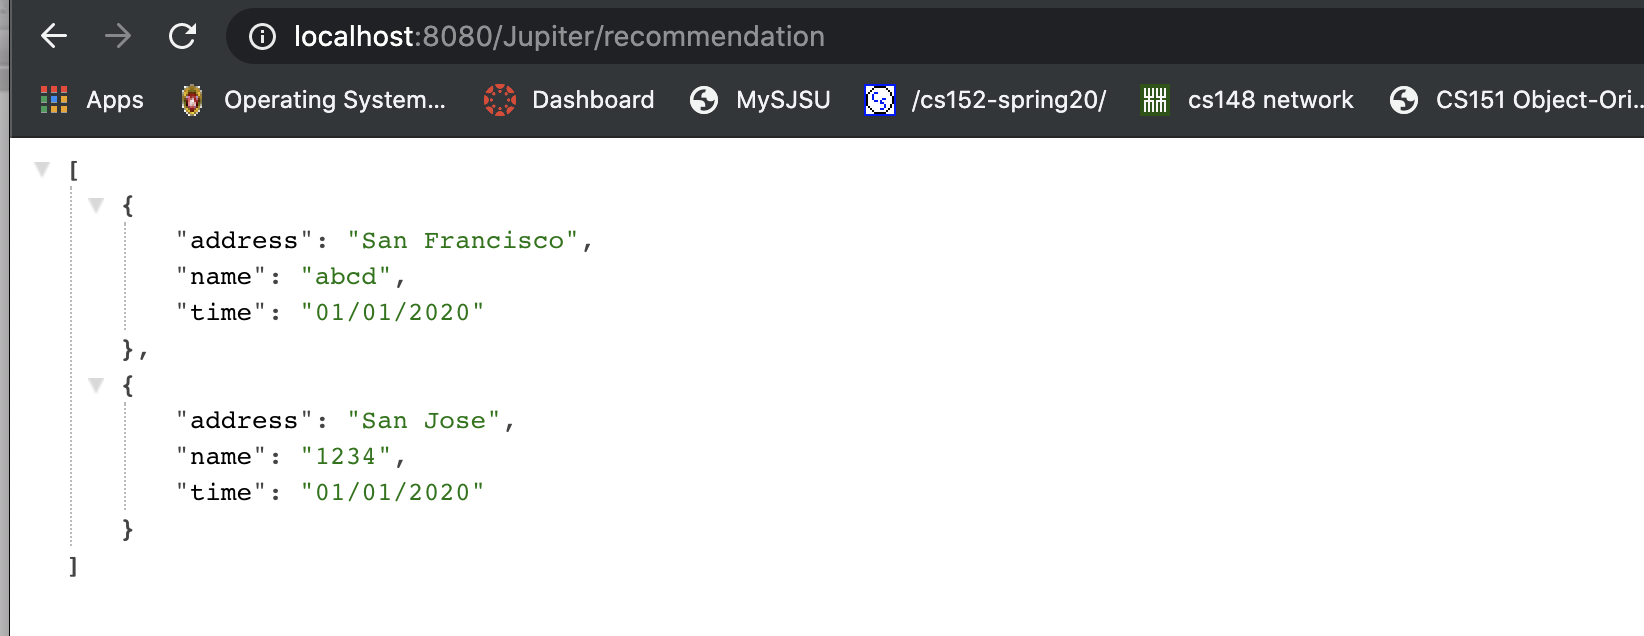 localhost:8080/Jupiter/recommendation
Apps Operating System... Dashboard MySJSU CS /cs152-spring20/ cs148 network CS151 Object-Ori...
[
{
"address": "San Francisco",
"name": "abcd",
"time": "01/01/2020"
},
{
"address": "San Jose",
"name": "1234",
"time": "01/01/2020"
}
]